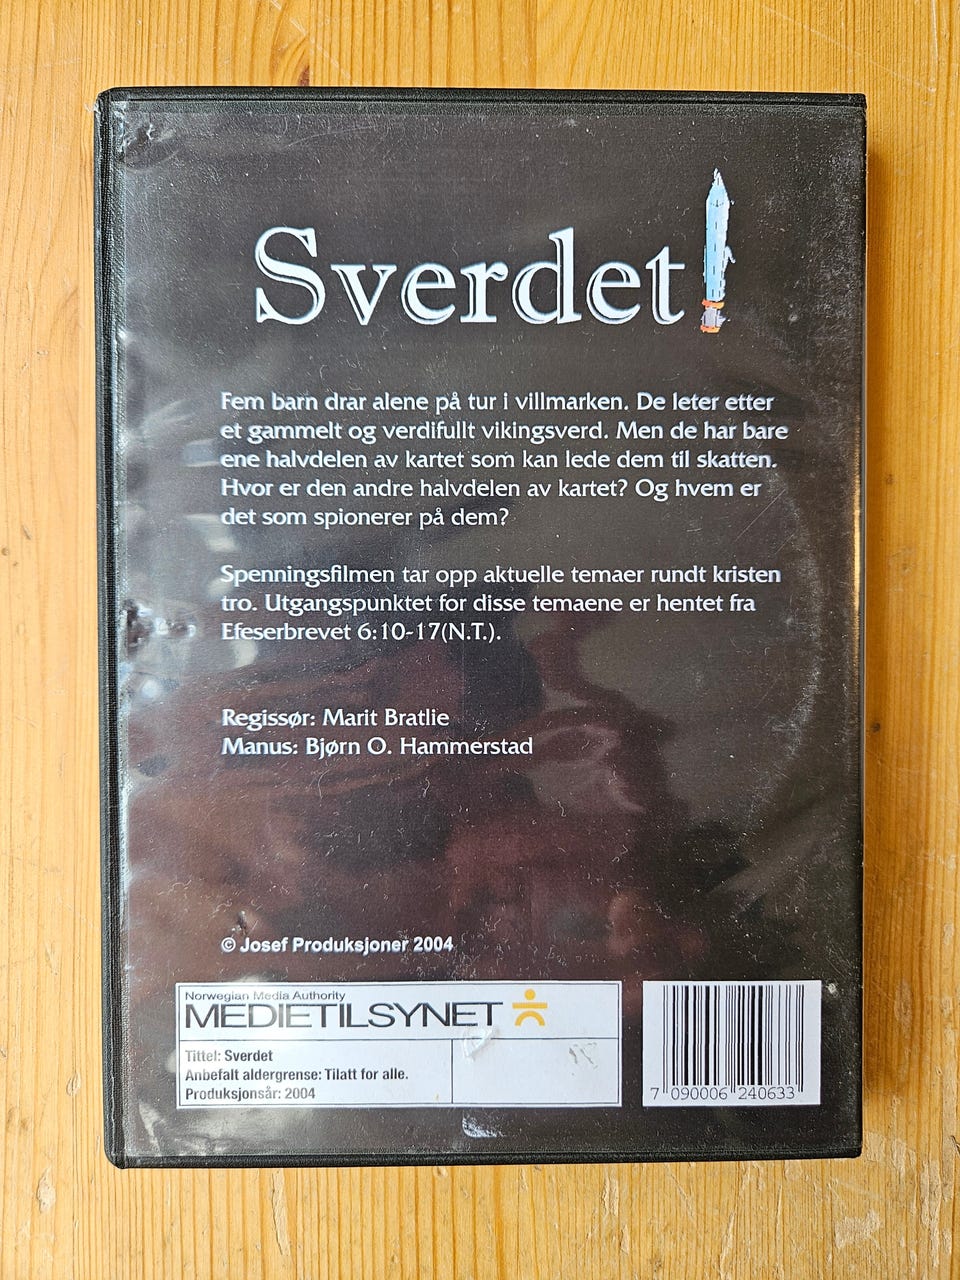 Sverdet
Fem barn drar alene på tur i villmarken. De leter etter
et gammelt og verdifullt vikingsverd. Men de har bare
ene halvdelen av kartet som kan lede dem til skatten.
Hvor er den andre halvdelen av kartet? Og hvem er
det som spionerer på dem?
Spenningsfilmen tar opp aktuelle temaer rundt kristen
tro. Utgangspunktet for disse temaene er hentet fra
Efeserbrevet 6:10-17(N.T.).
Regissør: Marit Bratlie
Manus: Bjørn O. Hammerstad
© Josef Produksjoner 2004
Norwegian Media Authority
MEDIETILSYNET
Tittel: Sverdet
Anbefalt aldergrense: Tilatt for alle.
Produksjonsår: 2004
7 090006 240633